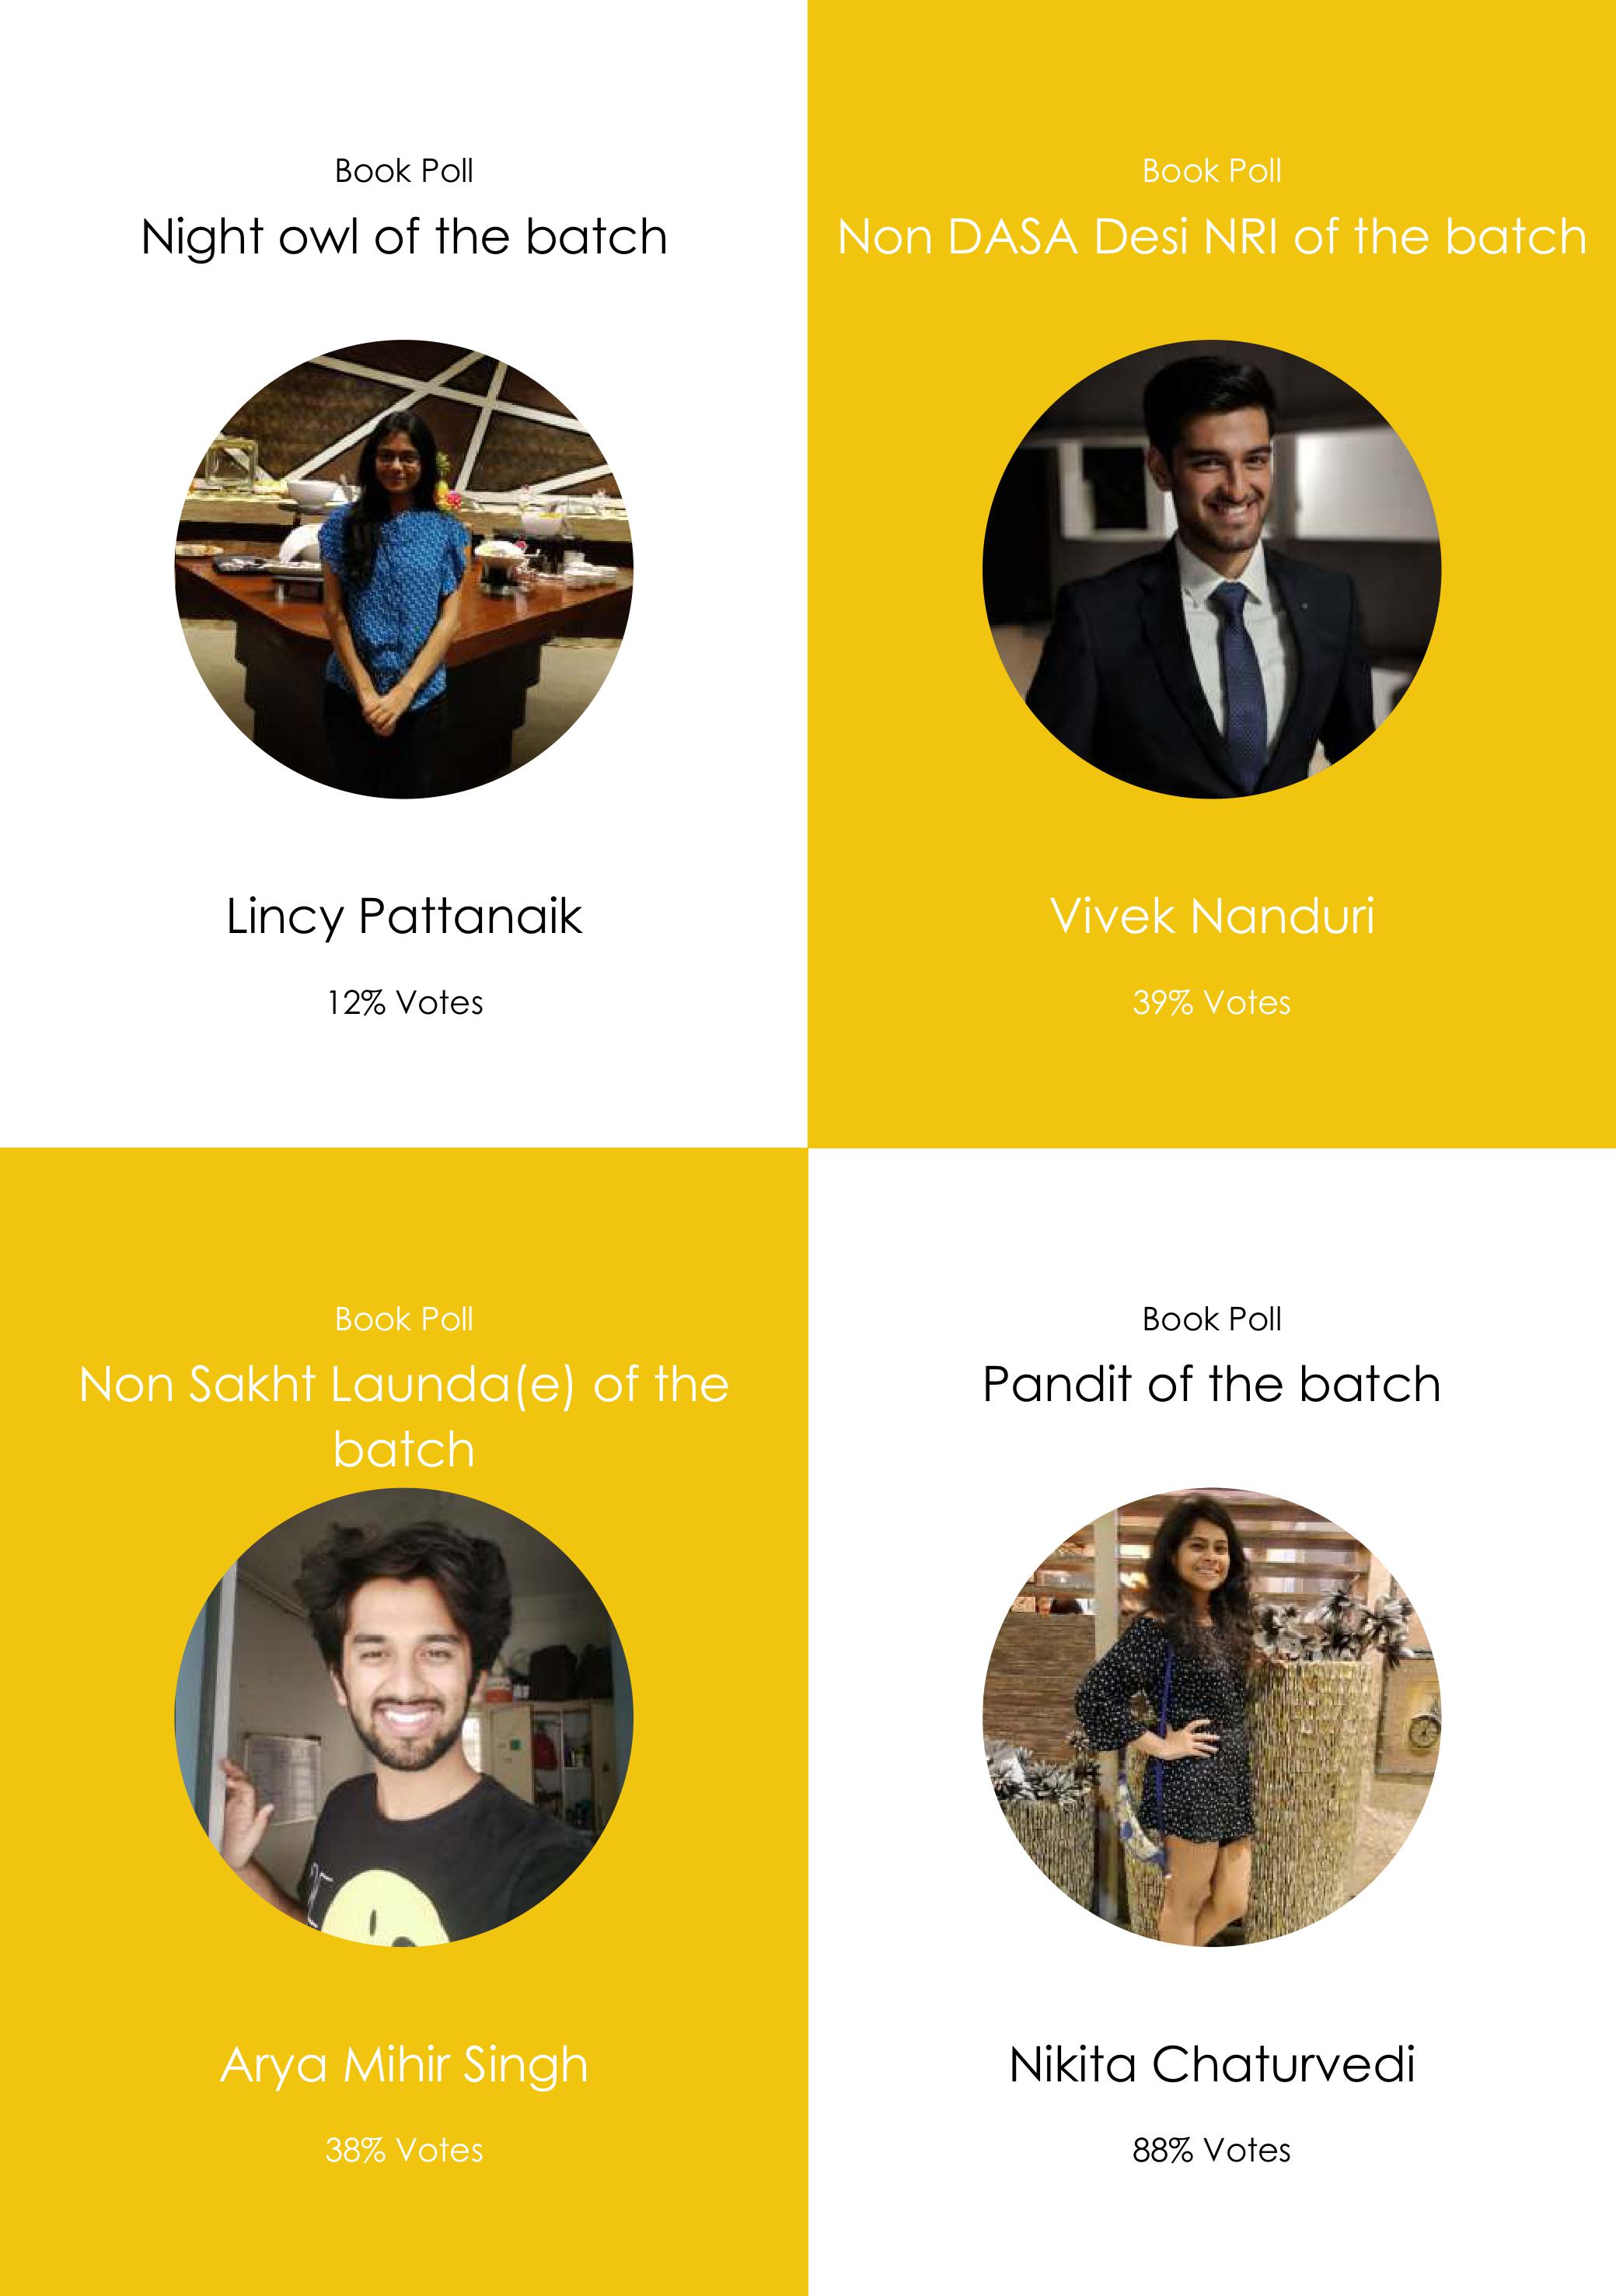 Book Poll
Night owl of the batch
Lincy Pattanaik
12% Votes
Book Poll
Non DASA Desi NRI of the batch
Vivek Nanduri
39% Votes
Book Poll
Non Sakht Launda(e) of the
batch
Arya Mihir Singh
38% Votes
Book Poll
Pandit of the batch
Nikita Chaturvedi
88% Votes